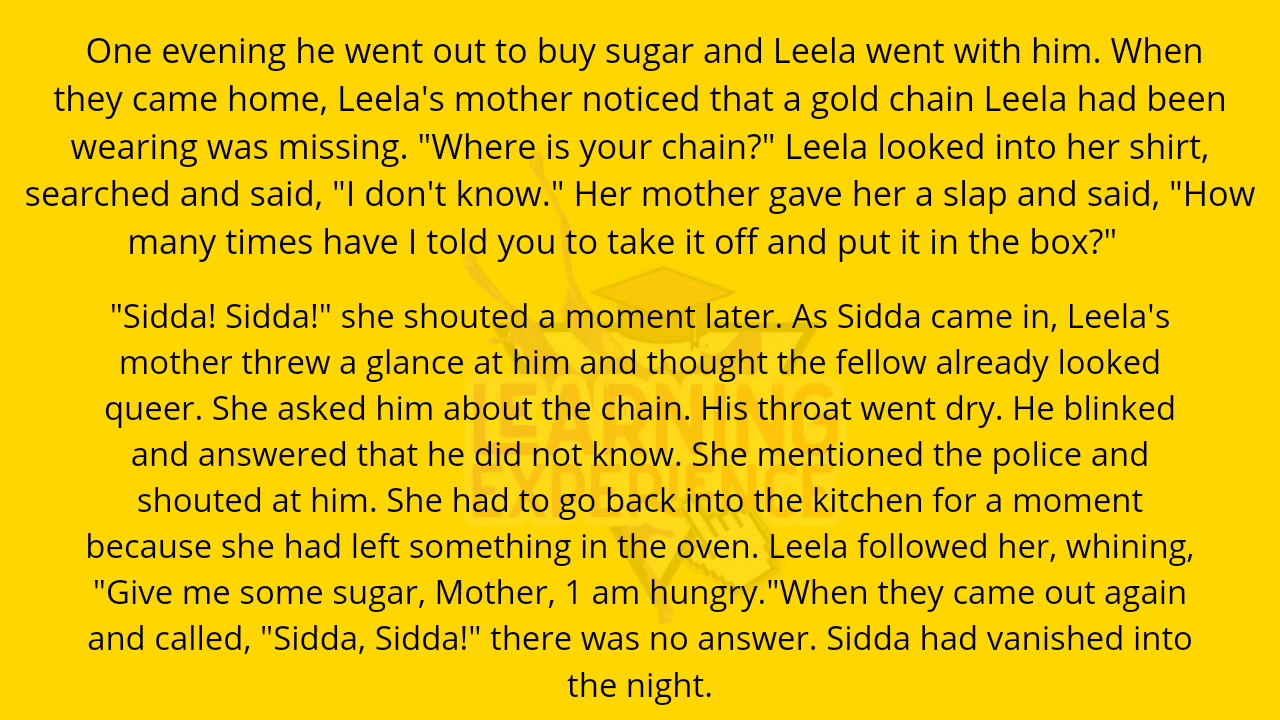 One evening he went out to buy sugar and Leela went with him. When
they came home, Leela's mother noticed that a gold chain Leela had been
wearing was missing. "Where is your chain?" Leela looked into her shirt,
searched and said, "I don't know." Her mother gave her a slap and said, "How
many times have I told you to take it off and put it in the box?"
"Sidda! Sidda!" she shouted a moment later. As Sidda came in, Leela's
mother threw a glance at him and thought the fellow already looked
queer. She asked him about the chain. His throat went dry. He blinked
and answered that he did not know. She mentioned the police and
shouted at him. She had to go back into the kitchen for a moment
because she had left something in the oven. Leela followed her, whining,
"Give me some sugar, Mother, 1 am hungry."When they came out again
and called, "Sidda, Sidda!" there was no answer. Sidda had vanished into
the night.
LEARNING
EXPEDIENCE